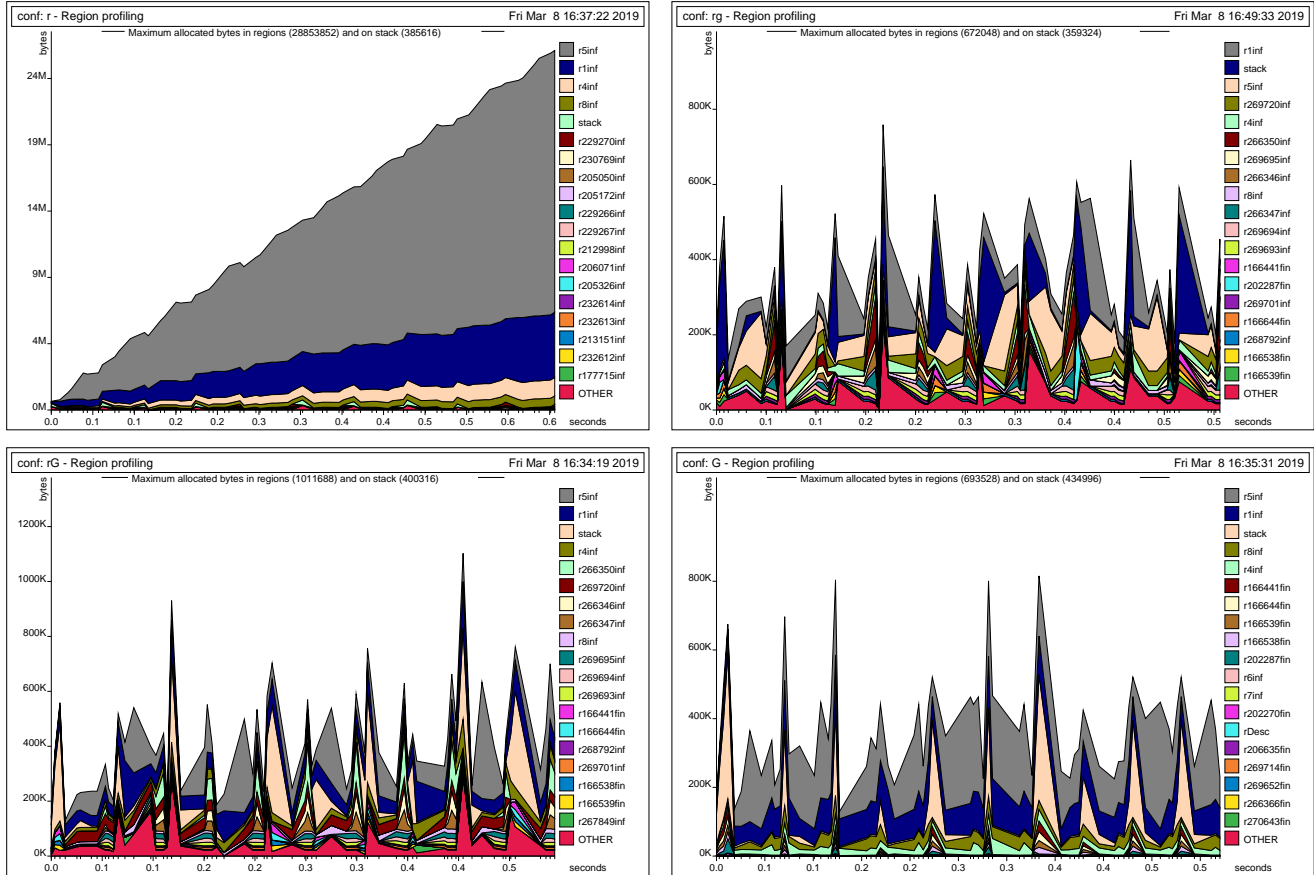 conf: r - Region profiling Fri Mar 8 16:37:22 2019
Maximum allocated bytes in regions (28853852) and on stack (385616)
bytes
24M
19M
14M
9M
4M
0M
0.0 0.1 0.1 0.2 0.2 0.3 0.3 0.4 0.4 0.5 0.5 0.6 0.6 seconds
r5inf
r1inf
r4inf
r8inf
stack
r229270inf
r230769inf
r205050inf
r205172inf
r229266inf
r229267inf
r212998inf
r206071inf
r205326inf
r232614inf
r232613inf
r213151inf
r232612inf
r177715inf
OTHER
conf: rg - Region profiling Fri Mar 8 16:49:33 2019
Maximum allocated bytes in regions (672048) and on stack (359324)
bytes
800K
600K
400K
200K
0K
0.0 0.1 0.1 0.2 0.2 0.3 0.3 0.4 0.4 0.5 0.5 seconds
r1inf
stack
r5inf
r269720inf
r4inf
r266350inf
r269695inf
r266346inf
r8inf
r266347inf
r269694inf
r269693inf
r166441fin
r202287fin
r269701inf
r166644fin
r268792inf
r166538fin
r166539fin
OTHER
conf: rG - Region profiling Fri Mar 8 16:34:19 2019
Maximum allocated bytes in regions (1011688) and on stack (400316)
bytes
1200K
1000K
800K
600K
400K
200K
0K
0.0 0.1 0.1 0.2 0.2 0.3 0.3 0.4 0.4 0.5 seconds
r5inf
r1inf
stack
r4inf
r266350inf
r269720inf
r266346inf
r266347inf
r8inf
r269695inf
r269694inf
r269693inf
r166441fin
r166644fin
r268792inf
r269701inf
r166538fin
r166539fin
r267849inf
OTHER
conf: G - Region profiling Fri Mar 8 16:35:31 2019
Maximum allocated bytes in regions (693528) and on stack (434996)
bytes
800K
600K
400K
200K
0K
0.0 0.1 0.1 0.2 0.2 0.3 0.3 0.4 0.4 0.5 0.5 seconds
r5inf
r1inf
stack
r8inf
r4inf
r166441fin
r166644fin
r166539fin
r166538fin
r202287fin
r6inf
r7inf
r202270fin
rDesc
r206635fin
r269714fin
r269652fin
r266366fin
r270643fin
OTHER